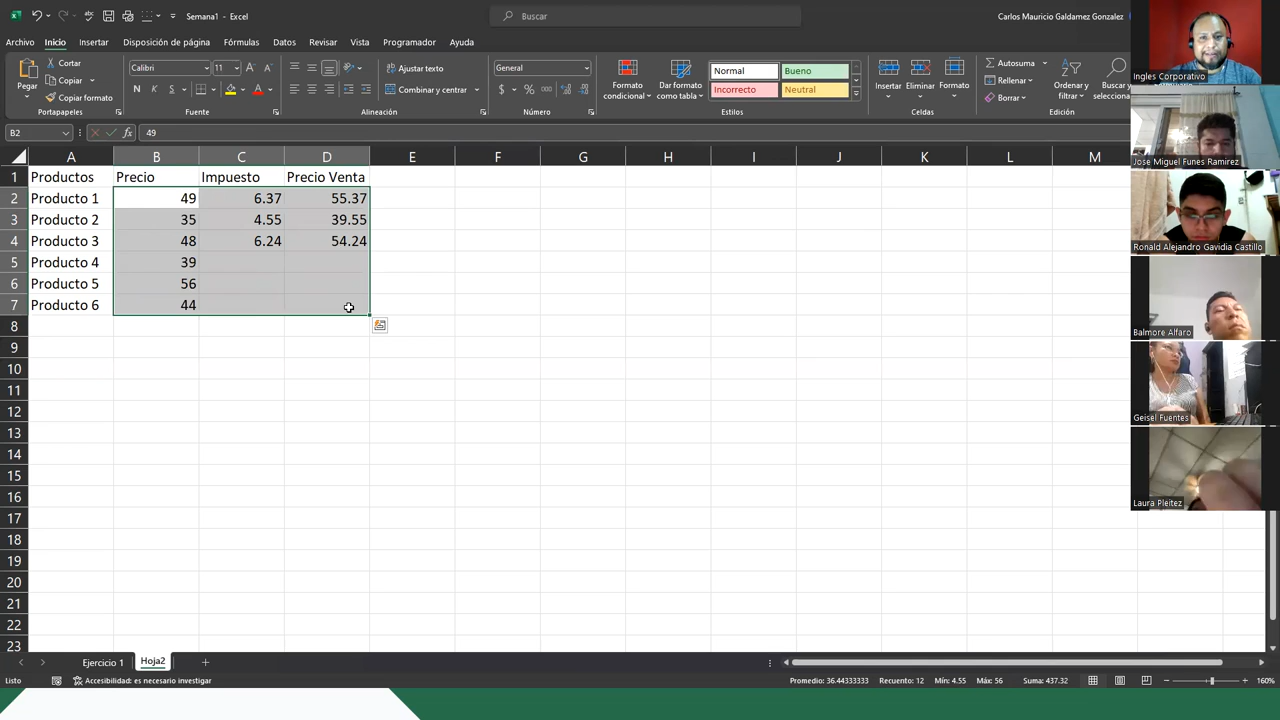 Semana1 - Excel
Buscar
Carlos Mauricio Galdamez Gonzalez
Archivo Inicio Insertar Disposición de página Fórmulas Datos Revisar Vista Programador Ayuda
Pegar
Cortar
Copiar
Copiar formato
Portapapeles
Calibri 11
N K S
Fuente
Ajustar texto
Combinar y centrar
Alineación
General
$ % 000
Número
Formato condicional
Dar formato como tabla
Normal Bueno
Incorrecto Neutral
Estilos
Insertar Eliminar Formato
Celdas
Autosuma
Rellenar
Borrar
Ordenar y filtrar
Buscar y selecciona
Edición
B2 fx 49
A B C D E F G H I J K L M
1 Productos Precio Impuesto Precio Venta
2 Producto 1 49 6.37 55.37
3 Producto 2 35 4.55 39.55
4 Producto 3 48 6.24 54.24
5 Producto 4 39
6 Producto 5 56
7 Producto 6 44
8
9
10
11
12
13
14
15
16
17
18
19
20
21
22
23
Ejercicio 1 Hoja2
Listo Accesibilidad: es necesario investigar Promedio: 36.44333333 Recuento: 12 Mín: 4.55 Máx: 56 Suma: 437.32 160%
Ingles Corporativo
Jose Miguel Funes Ramirez
Ronald Alejandro Gavidia Castillo
Balmore Alfaro
Geisel Fuentes
Laura Pleitez